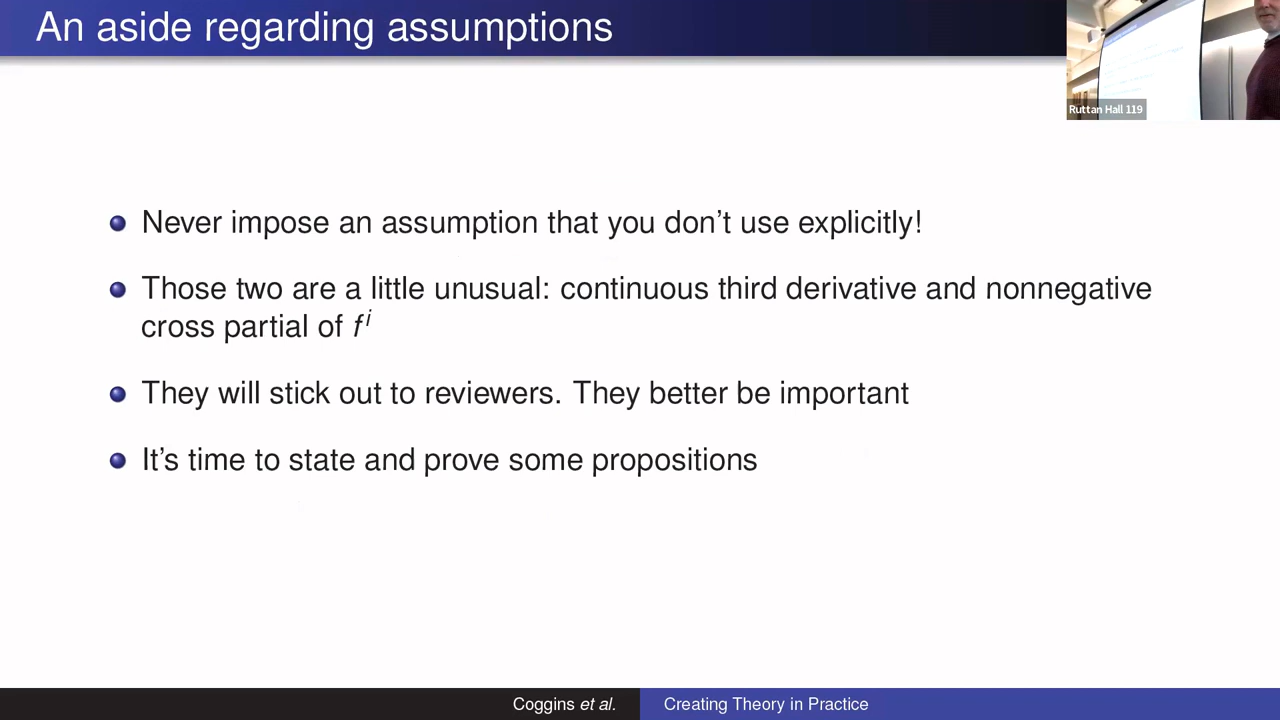 An aside regarding assumptions
Ruttan Hall 119
Never impose an assumption that you don't use explicitly!
Those two are a little unusual: continuous third derivative and nonnegative
cross partial of f^i
They will stick out to reviewers. They better be important
It's time to state and prove some propositions
Coggins et al.
Creating Theory in Practice